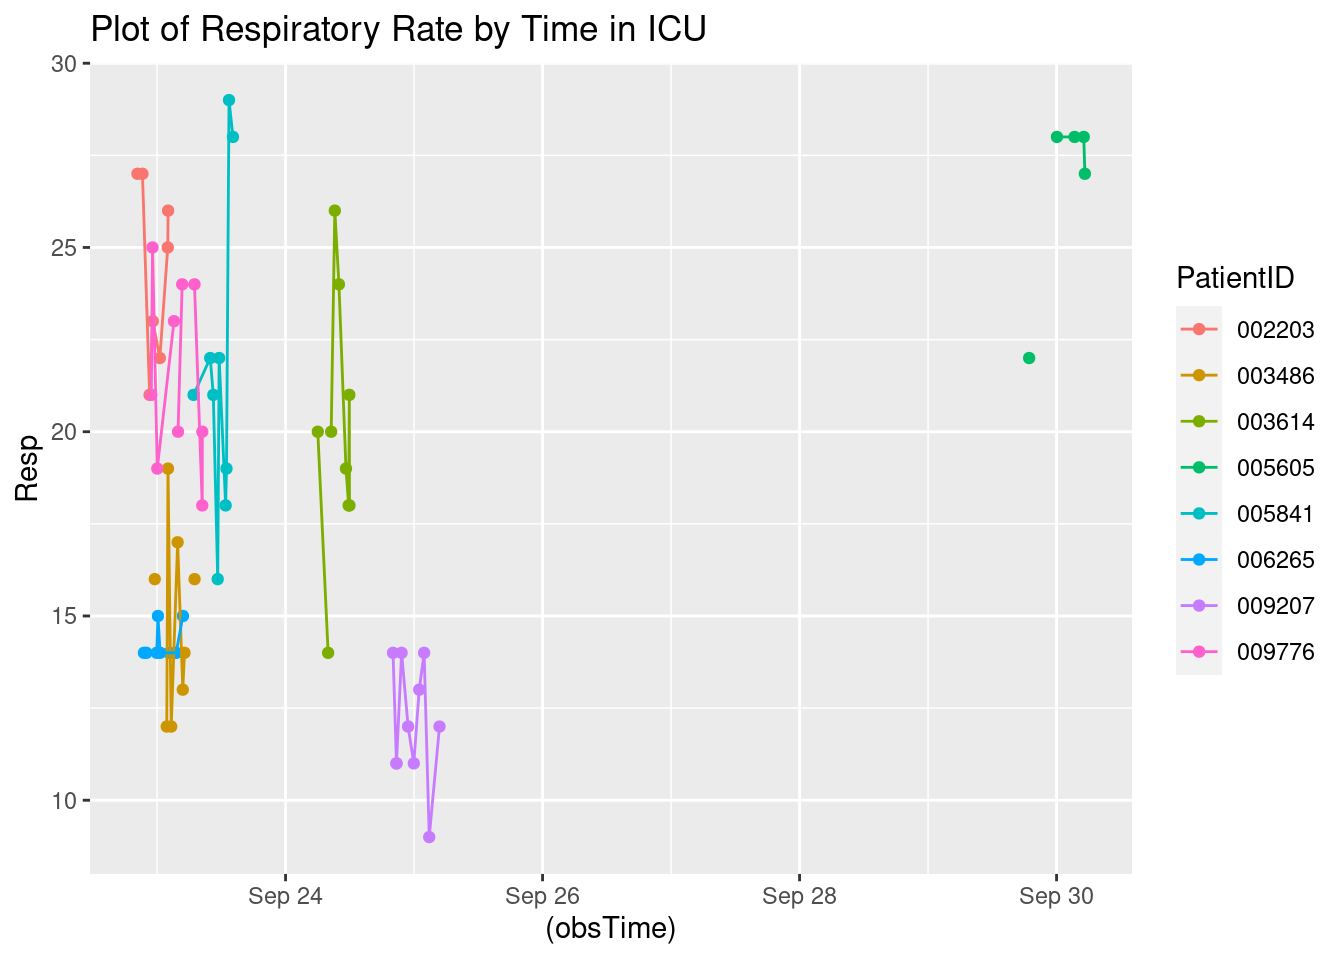 Plot of Respiratory Rate by Time in ICU
30
25
20
15
10
Resp
Sep 24
Sep 26
Sep 28
Sep 30
(obsTime)
PatientID
002203
003486
003614
005605
005841
006265
009207
009776